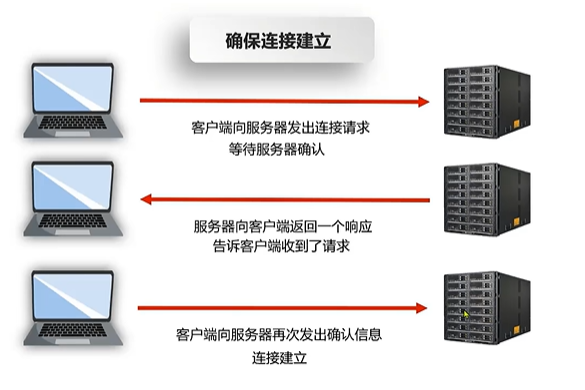 确保连接建立
客户端向服务器发出连接请求
等待服务器确认
服务器向客户端返回一个响应
告诉客户端收到了请求
客户端向服务器再次发出确认信息
连接建立